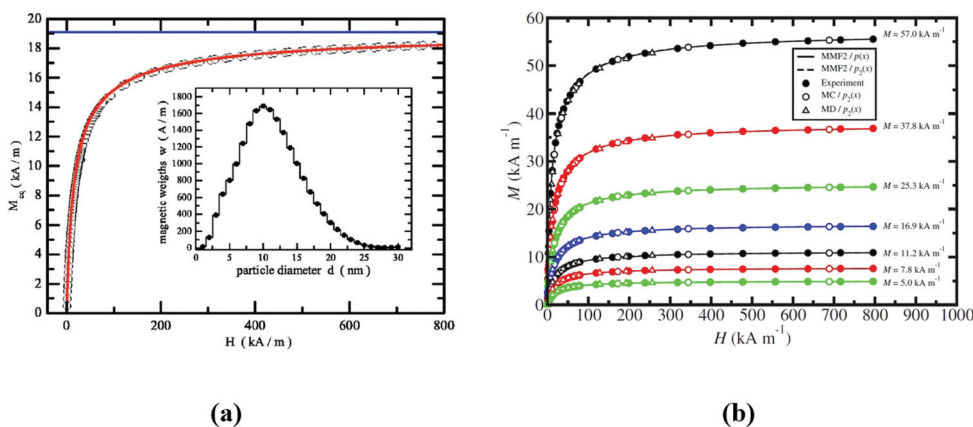 20
18
16
14
12
10
8
6
4
2
0
M eq (kA / m)
0 200 400 600 800
H (kA / m)
1800
1600
1400
1200
1000
800
600
400
200
0
magnetic weigths w (A / m)
0 5 10 15 20 25 30
particle diameter d (nm)
(a)
60
50
40
30
20
10
0
M (kA m⁻¹)
0 100 200 300 400 500 600 700 800 900 1000
H (kA m⁻¹)
MMF2 / p(x)
MMF2 / p₂(x)
Experiment
MC / p₂(x)
MD / p₂(x)
M = 57.0 kA m⁻¹
M = 37.8 kA m⁻¹
M = 25.3 kA m⁻¹
M = 16.9 kA m⁻¹
M = 11.2 kA m⁻¹
M = 7.8 kA m⁻¹
M = 5.0 kA m⁻¹
(b)